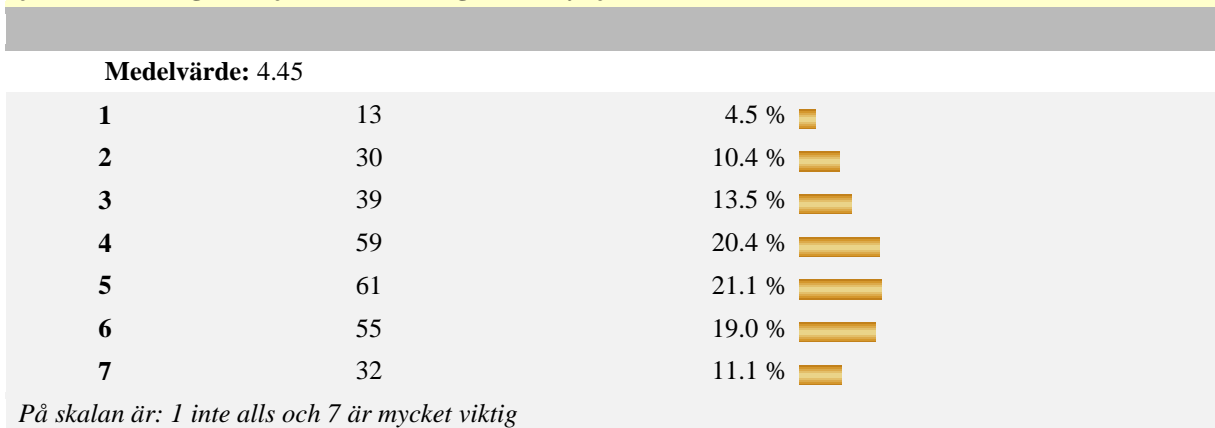 Medelvärde: 4.45
1 13 4.5 %
2 30 10.4 %
3 39 13.5 %
4 59 20.4 %
5 61 21.1 %
6 55 19.0 %
7 32 11.1 %
På skalan är: 1 inte alls och 7 är mycket viktig